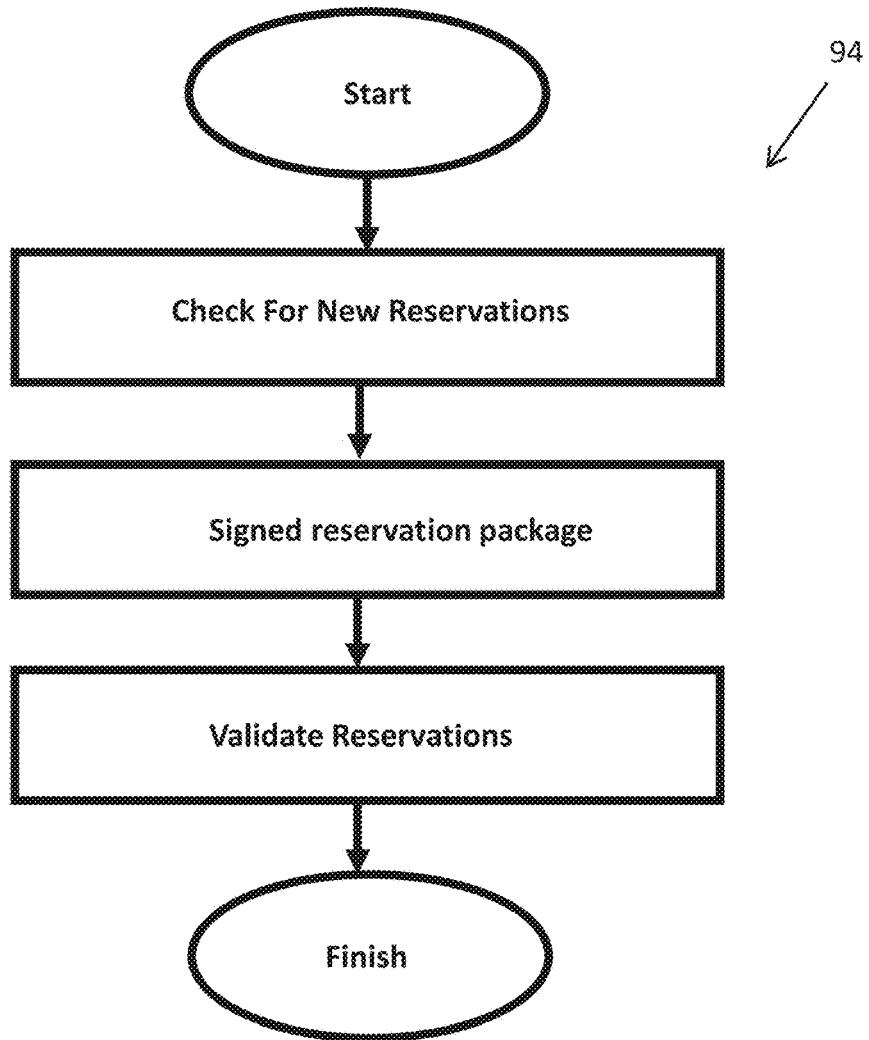 94
Start
Check For New Reservations
Signed reservation package
Validate Reservations
Finish